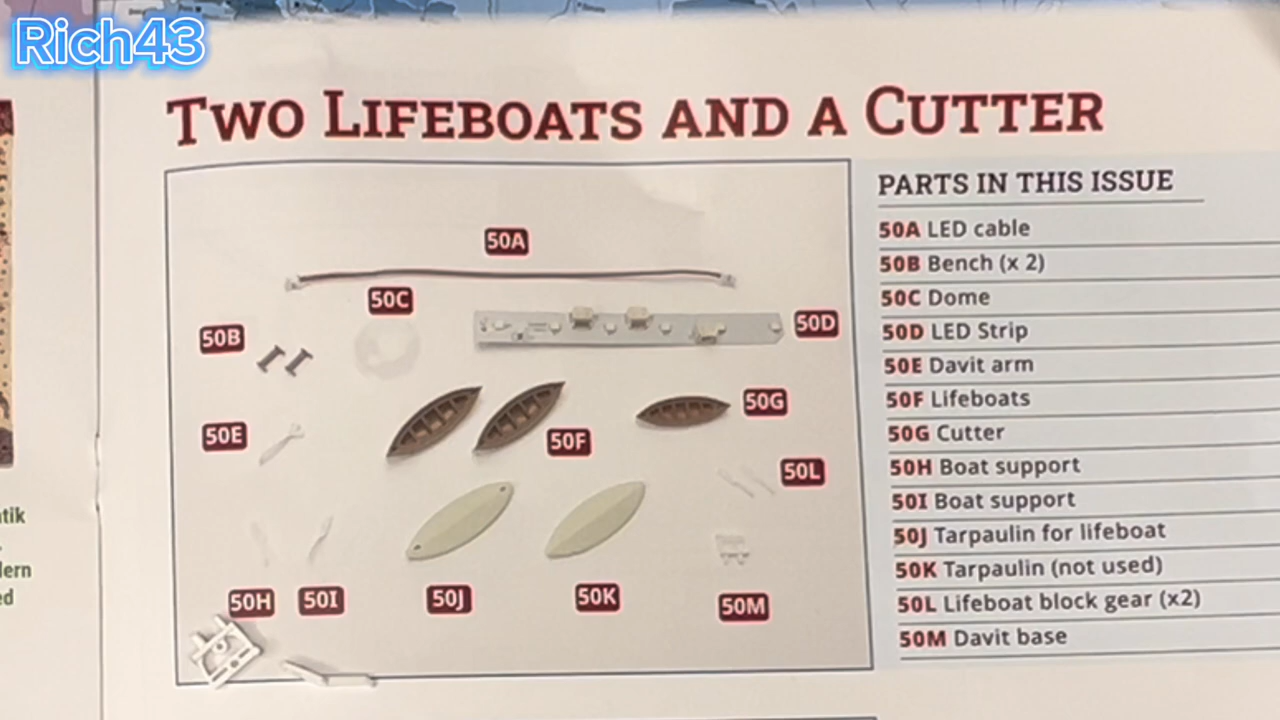 Rich43
TWO LIFEBOATS AND A CUTTER
PARTS IN THIS ISSUE
50A LED cable
50B Bench (x 2)
50C Dome
50D LED Strip
50E Davit arm
50F Lifeboats
50G Cutter
50H Boat support
50I Boat support
50J Tarpaulin for lifeboat
50K Tarpaulin (not used)
50L Lifeboat block gear (x2)
50M Davit base
50A
50C
50B
50D
50E
50F
50G
50L
50H
50I
50J
50K
50M